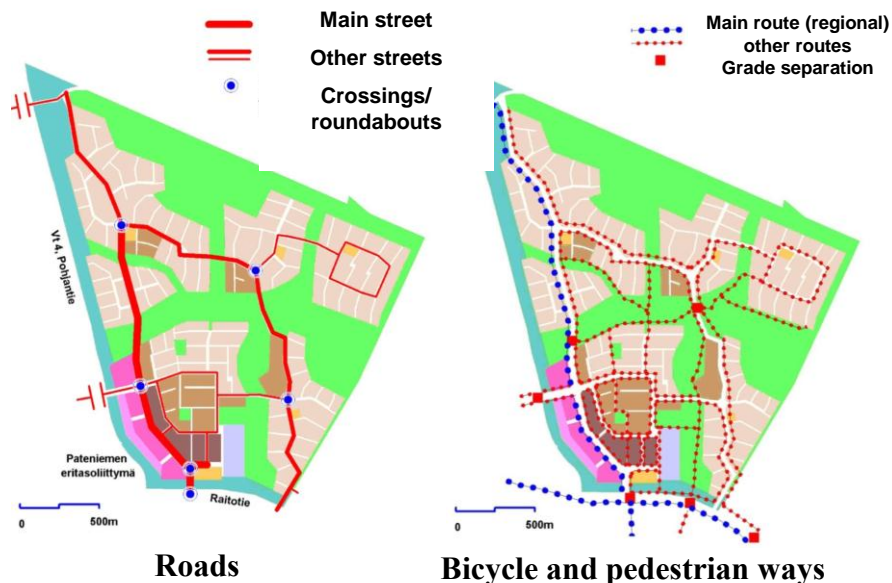 Main street
Other streets
Crossings/
roundabouts
Vt 4, Pohjantie
Pateniemen
eritasoliittymä
Raitotie
0
500m
Roads
Main route (regional)
other routes
Grade separation
0
500m
Bicycle and pedestrian ways